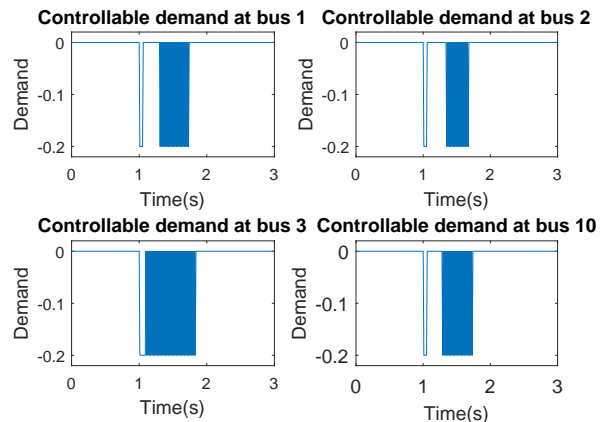 Controllable demand at bus 1
0
-0.1
-0.2
Demand
0 1 2 3
Time(s)
Controllable demand at bus 2
0
-0.1
-0.2
Demand
0 1 2 3
Time(s)
Controllable demand at bus 3
0
-0.1
-0.2
Demand
0 1 2 3
Time(s)
Controllable demand at bus 10
0
-0.1
-0.2
Demand
0 1 2 3
Time(s)